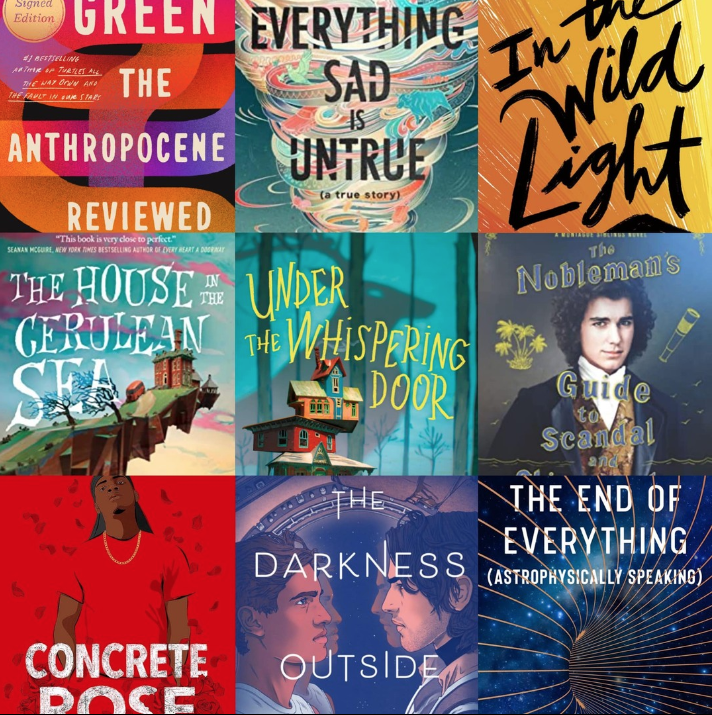 Signed
Edition
GREEN
#1 BESTSELLING
AUTHOR OF TURTLES ALL
THE WAY DOWN AND
THE FAULT IN OUR STARS
THE
ANTHROPOCENE
REVIEWED
EVERYTHING
SAD
IS
UNTRUE
(a true story)
In the
Wild
Light
"This book is very close to perfect."
SEANAN MCGUIRE, NEW YORK TIMES BESTSELLING AUTHOR OF EVERY HEART A DOORWAY
THE HOUSE IN
THE
CERULEAN
SEA
UNDER
THE WHISPERING
DOOR
A MONTAGUE SIBLINGS NOVEL
The
Nobleman's
Guide
to
Scandal
and
CONCRETE
ROSE
THE
DARKNESS
OUTSIDE
THE END OF
EVERYTHING
(ASTROPHYSICALLY SPEAKING)